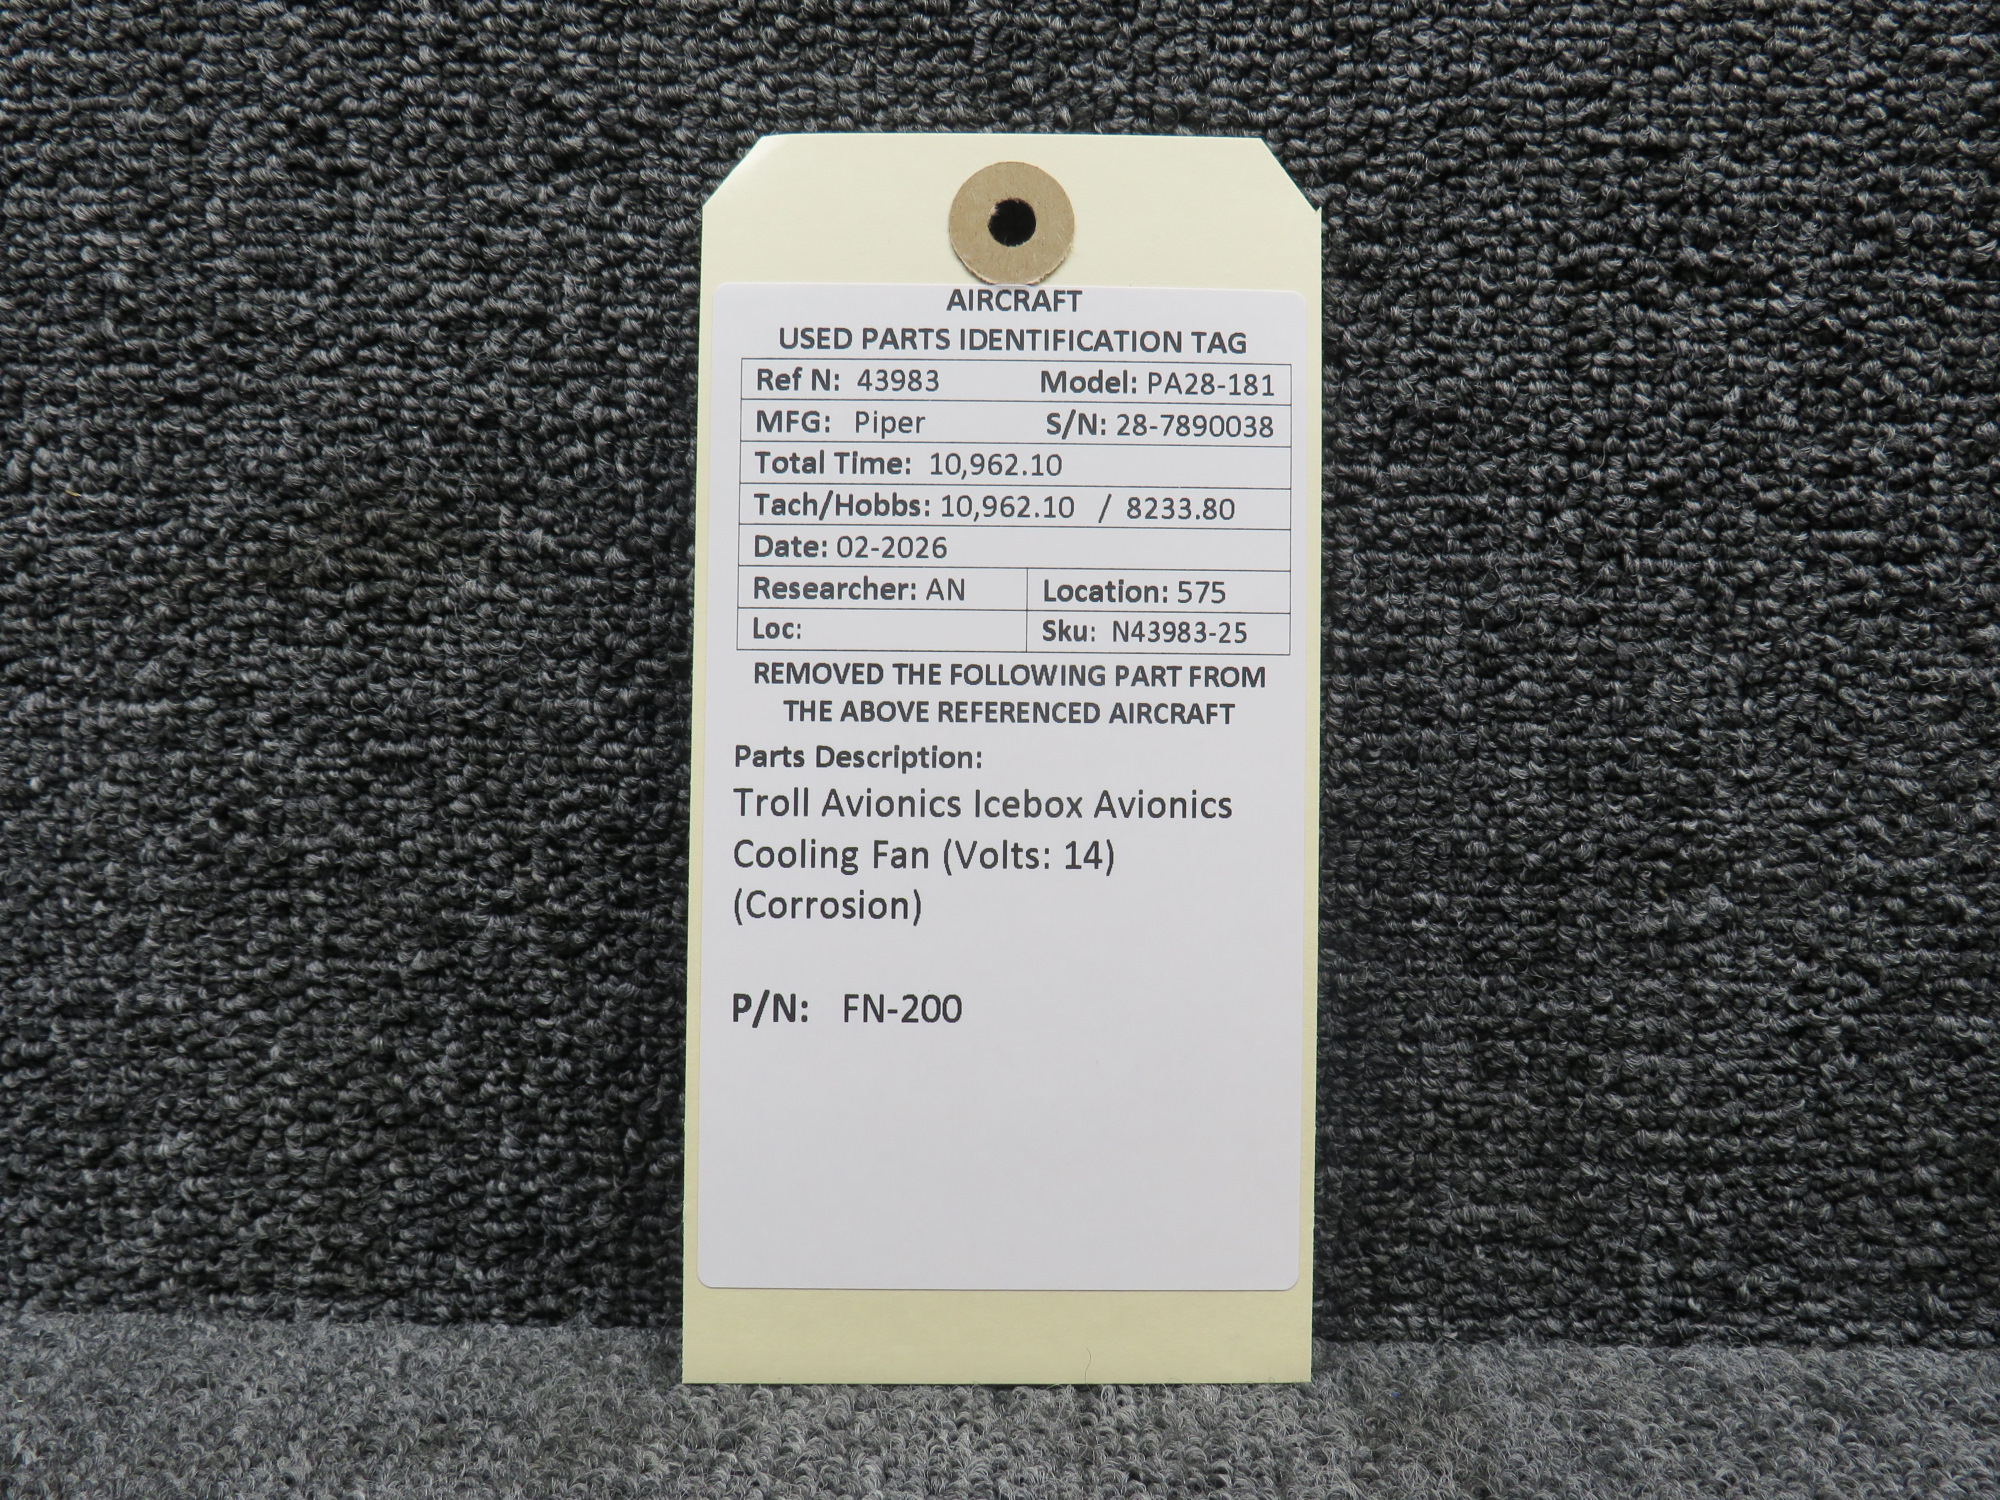 AIRCRAFT
USED PARTS IDENTIFICATION TAG
Ref N: 43983 Model: PA28-181
MFG: Piper S/N: 28-7890038
Total Time: 10,962.10
Tach/Hobbs: 10,962.10 / 8233.80
Date: 02-2026
Researcher: AN Location: 575
Loc: Sku: N43983-25
REMOVED THE FOLLOWING PART FROM
THE ABOVE REFERENCED AIRCRAFT
Parts Description:
Troll Avionics Icebox Avionics
Cooling Fan (Volts: 14)
(Corrosion)
P/N: FN-200